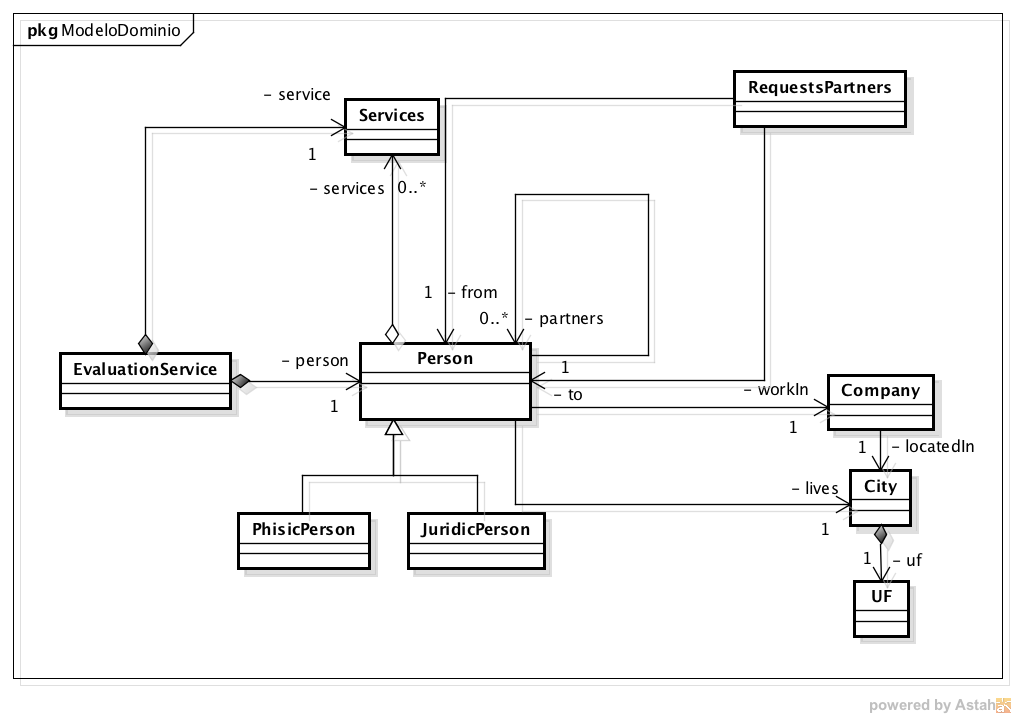 pkg ModeloDominio
RequestsPartners
- service
Services
1
- services 0..*
1 - from
0..* - partners
Person
EvaluationService
- person
1
1
- to
- workIn
1
Company
1 - locatedIn
City
- lives
1
PhisicPerson
JuridicPerson
1 - uf
UF
powered by Astah